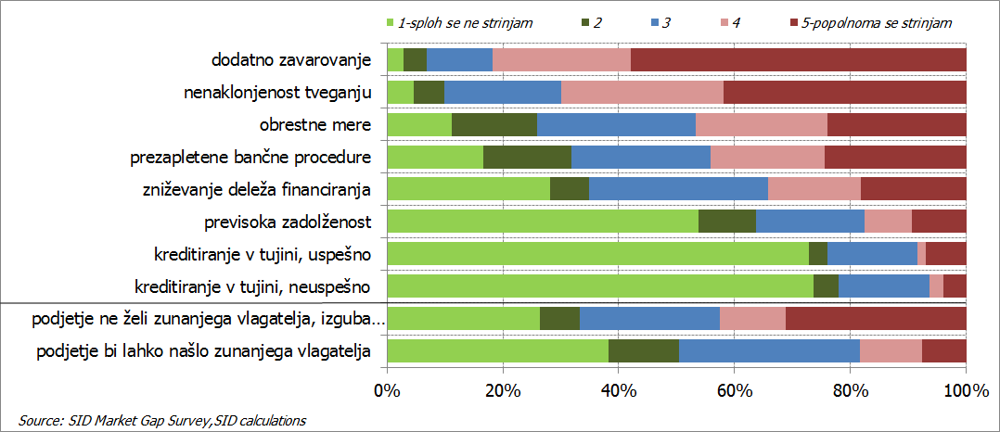 1-sploh se ne strinjam 2 3 4 5-popolnoma se strinjam
dodatno zavarovanje
nenaklonjenost tveganju
obrestne mere
prezapletene bančne procedure
zniževanje deleža financiranja
previsoka zadolženost
kreditiranje v tujini, uspešno
kreditiranje v tujini, neuspešno
podjetje ne želi zunanjega vlagatelja, izguba...
podjetje bi lahko našlo zunanjega vlagatelja
0% 20% 40% 60% 80% 100%
Source: SID Market Gap Survey,SID calculations